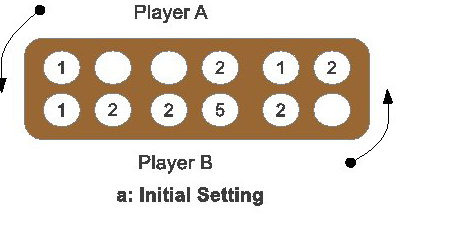 Player A
1 2 1 2
1 2 2 5 2
Player B
a: Initial Setting